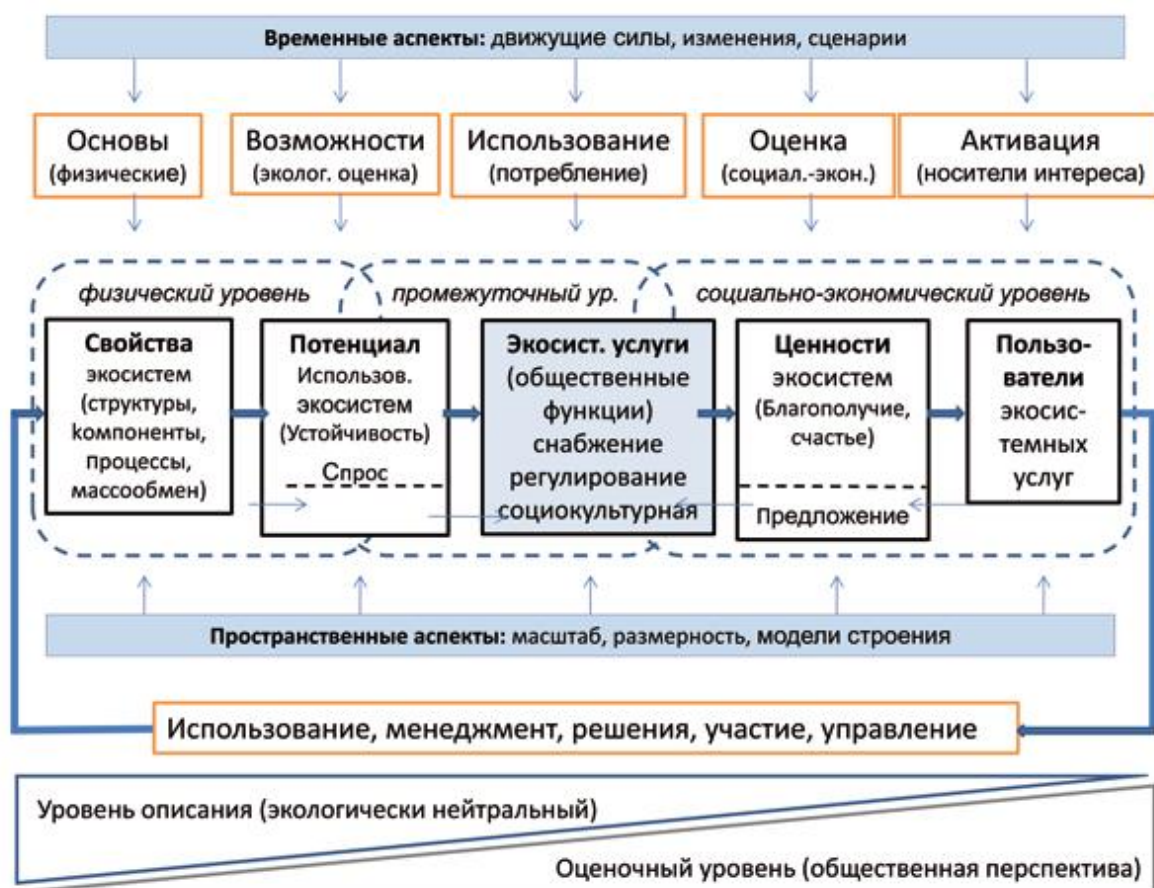 Временные аспекты: движущие силы, изменения, сценарии
Основы
(физические)
Возможности
(эколог. оценка)
Использование
(потребление)
Оценка
(социал.-экон.)
Активация
(носители интереса)
физический уровень
промежуточный ур.
социально-экономический уровень
Свойства
экосистем
(структуры,
компоненты,
процессы,
массообмен)
Потенциал
Использов.
экосистем
(Устойчивость)
Спрос
Экосист. услуги
(общественные
функции)
снабжение
регулирование
социокультурная
Ценности
экосистем
(Благополучие,
счастье)
Предложение
Пользо-
ватели
экосис-
темных
услуг
Пространственные аспекты: масштаб, размерность, модели строения
Использование, менеджмент, решения, участие, управление
Уровень описания (экологически нейтральный)
Оценочный уровень (общественная перспектива)